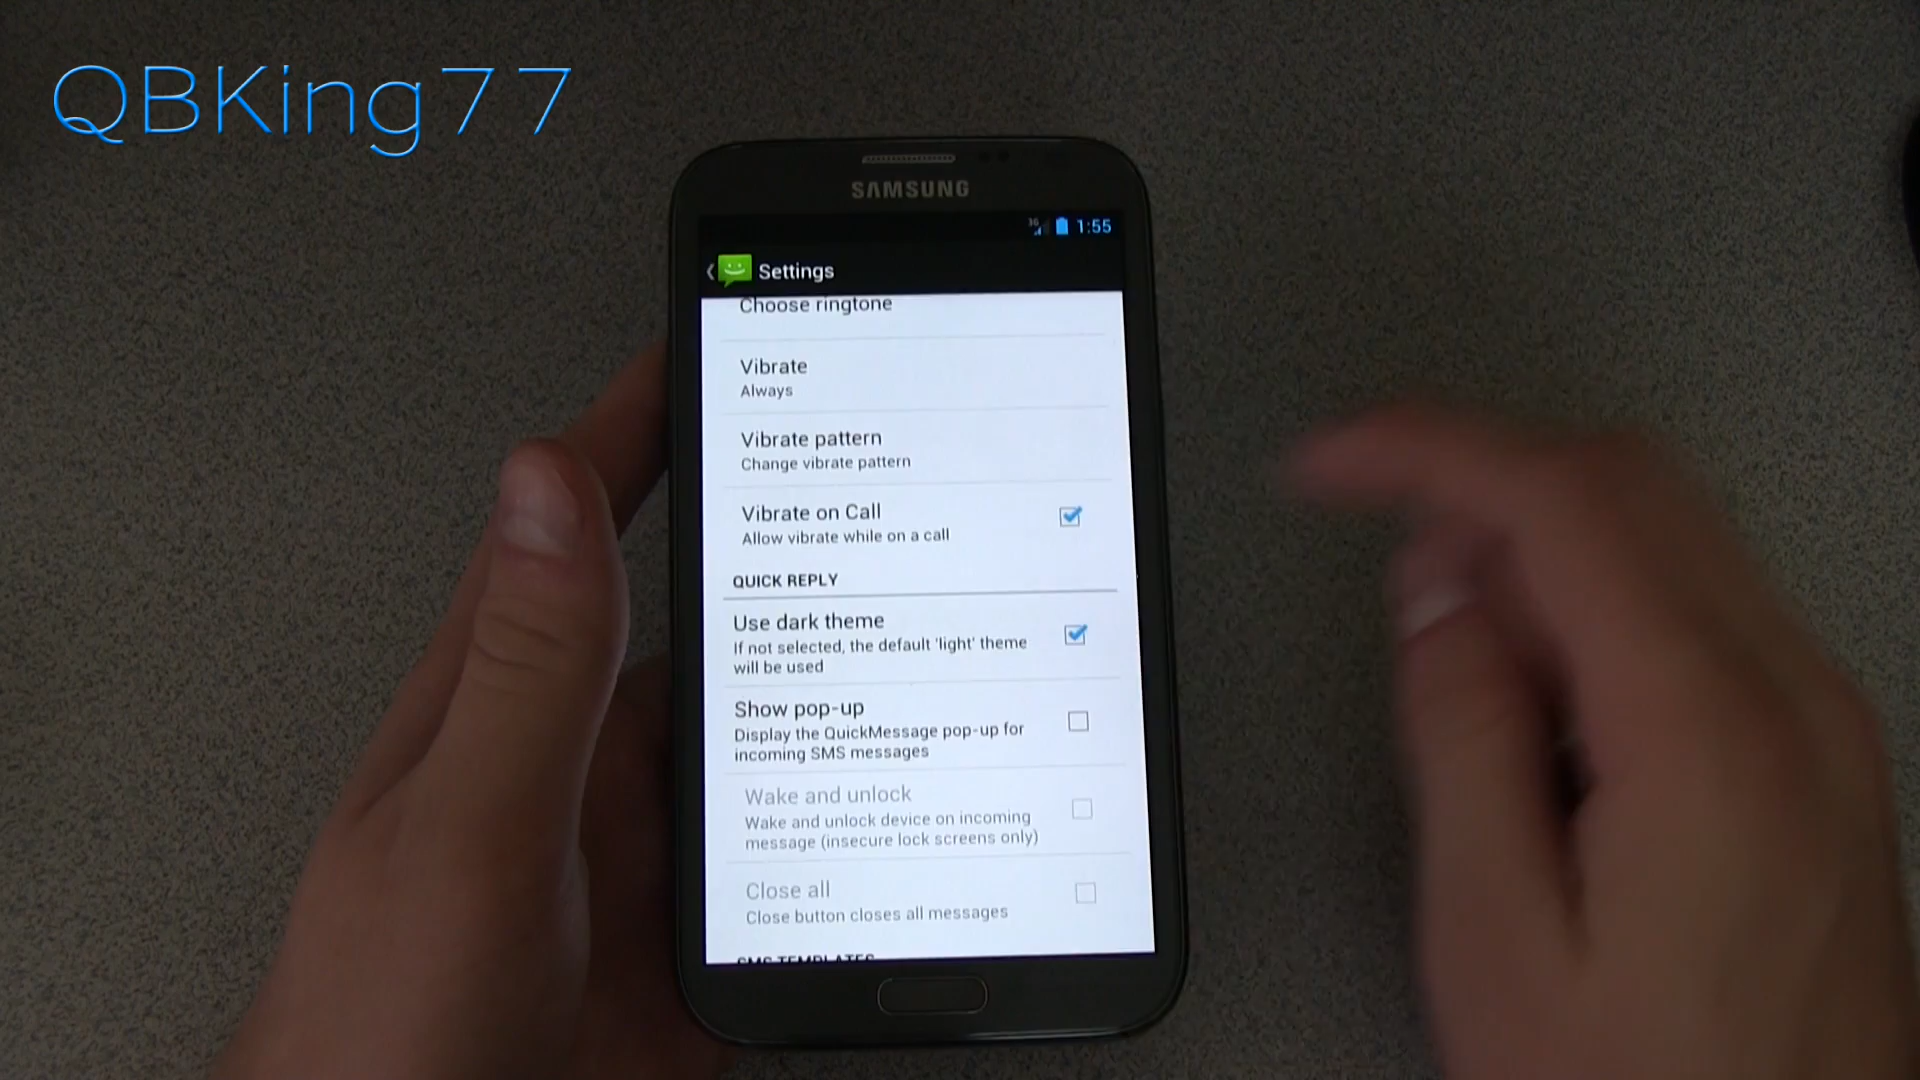 QBKing77
SAMSUNG
3G 1:55
Settings
Choose ringtone
Vibrate
Always
Vibrate pattern
Change vibrate pattern
Vibrate on Call
Allow vibrate while on a call
QUICK REPLY
Use dark theme
If not selected, the default 'light' theme
will be used
Show pop-up
Display the QuickMessage pop-up for
incoming SMS messages
Wake and unlock
Wake and unlock device on incoming
message (insecure lock screens only)
Close all
Close button closes all messages
SMS TEMPLATES